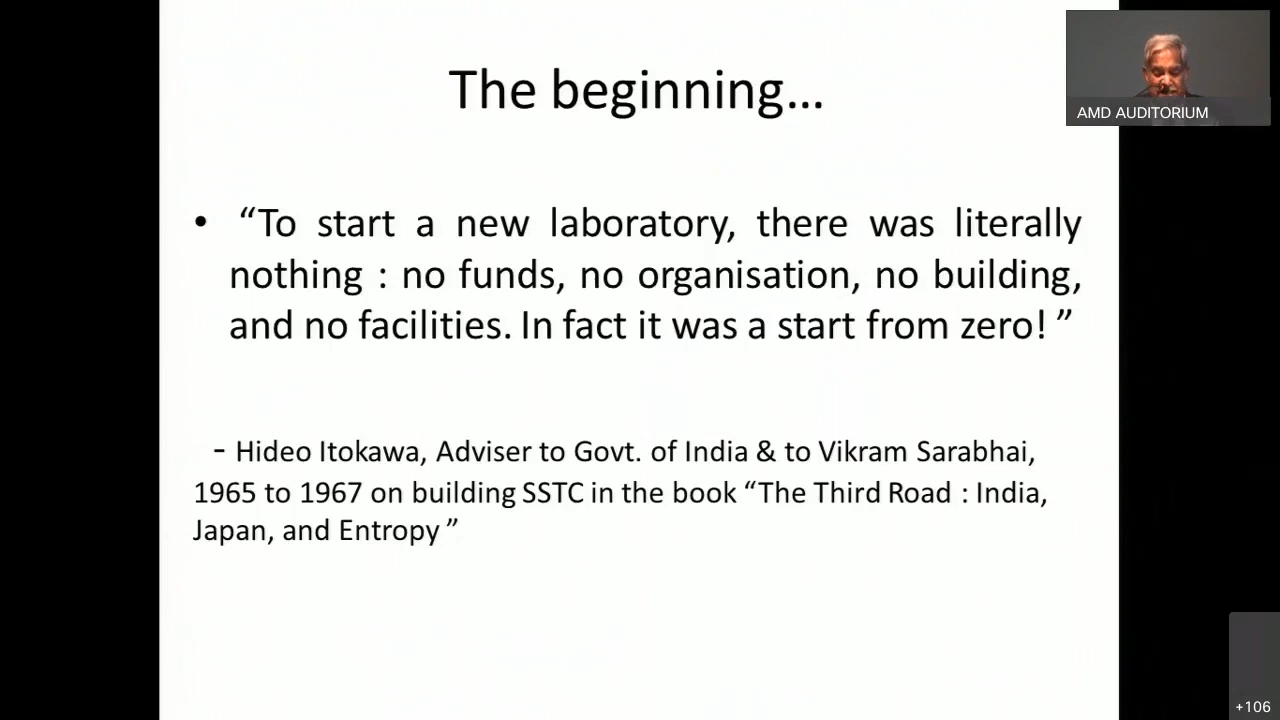 The beginning...
AMD AUDITORIUM
• “To start a new laboratory, there was literally
nothing : no funds, no organisation, no building,
and no facilities. In fact it was a start from zero! ”
- Hideo Itokawa, Adviser to Govt. of India & to Vikram Sarabhai,
1965 to 1967 on building SSTC in the book “The Third Road : India,
Japan, and Entropy ”
+106